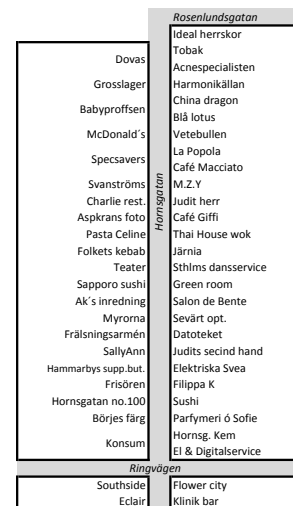 Rosenlundsgatan
Ideal herrskor
Tobak
Dovas
Acnespecialisten
Grosslager
Harmonikällan
China dragon
Babyproffsen
Blå lotus
McDonald´s
Vetebullen
La Popola
Specsavers
Café Macciato
Svanströms
M.Z.Y
Charlie rest.
Judit herr
Aspkrans foto
Café Giffi
Pasta Celine
Thai House wok
Folkets kebab
Järnia
Teater
Sthlms dansservice
Sapporo sushi
Green room
Ak´s inredning
Salon de Bente
Myrorna
Sevärt opt.
Frälsningsarmén
Datoteket
SallyAnn
Judits secind hand
Hammarbys supp.but.
Elektriska Svea
Frisören
Filippa K
Hornsgatan no.100
Sushi
Börjes färg
Parfymeri ó Sofie
Hornsg. Kem
Konsum
El & Digitalservice
Hornsgatan
Ringvägen
Southside
Flower city
Eclair
Klinik bar